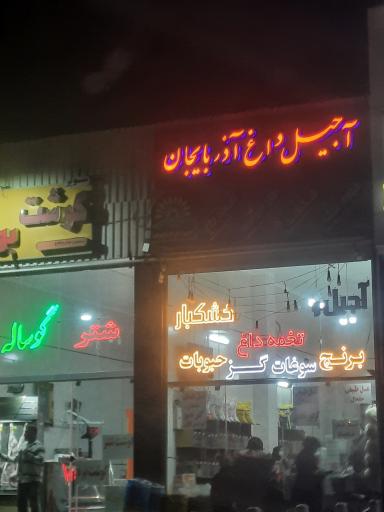 آجیل داغ آذربایجان
گوشت
آجیل
خشکبار
گوساله
شتر
تخمه داغ
برنج سوغات گز حبوبات